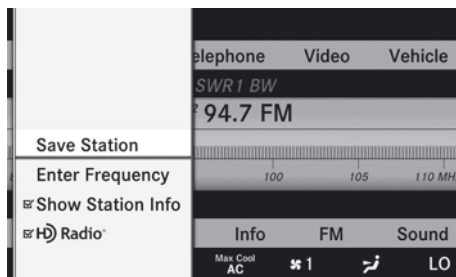 elephone Video Vehicle
SWR1 BW
94.7 FM
Save Station
Enter Frequency
100 105 110 MH
Show Station Info
HD Radio
Info FM Sound
Max Cool
AC
1
LO